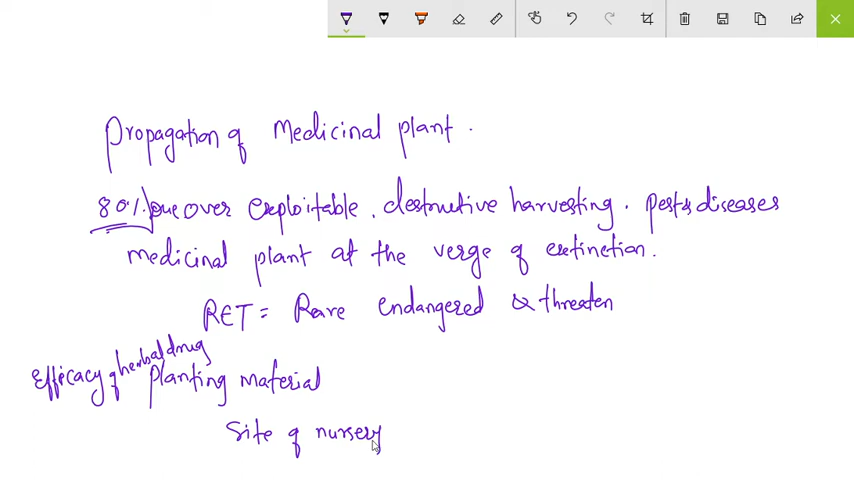 Propagation of Medicinal plant.
80% Due over exploitable, destructive harvesting. pests diseases
medicinal plant at the verge of extinction.
RET = Rare endangered & threaten
Efficacy of herbal drug
Planting material
Site of nursery